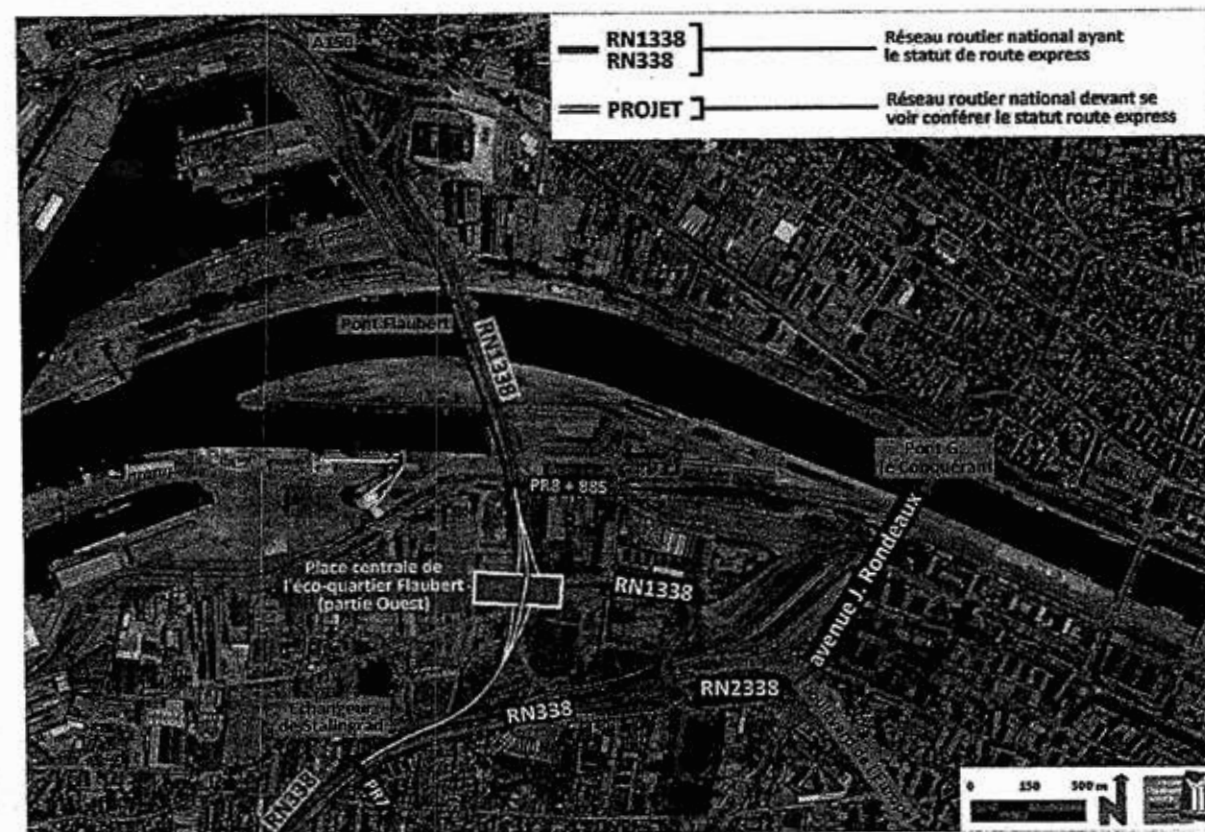 A150
RN1338
RN338
Réseau routier national ayant
le statut de route express
PROJET
Réseau routier national devant se
voir conférer le statut route express
Pont Flaubert
RN1338
Pont G.
le Conquérant
PR8 + 885
avenue J. Rondeaux
Place centrale de
l'éco-quartier Flaubert
(partie Ouest)
RN1338
RN2338
RN338
Echangeur
de Stalingrad
RN338
PR7
0 150 300 m
N